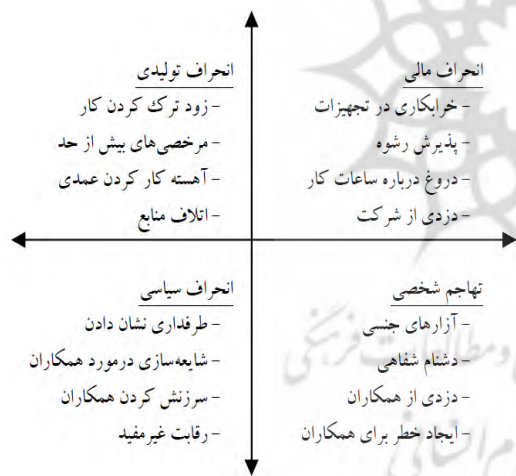 انحراف مالی
- خرابکاری در تجهیزات
- پذیرش رشوه
- دروغ درباره ساعات کار
- دزدی از شرکت
انحراف تولیدی
- زود ترک کردن کار
- مرخصی‌های بیش از حد
- آهسته کار کردن عمدی
- اتلاف منابع
تهاجم شخصی
- آزارهای جنسی
- دشنام شفاهی
- دزدی از همکاران
- ایجاد خطر برای همکاران
انحراف سیاسی
- طرفداری نشان دادن
- شایعه‌سازی درمورد همکاران
- سرزنش کردن همکاران
- رقابت غیرمفید